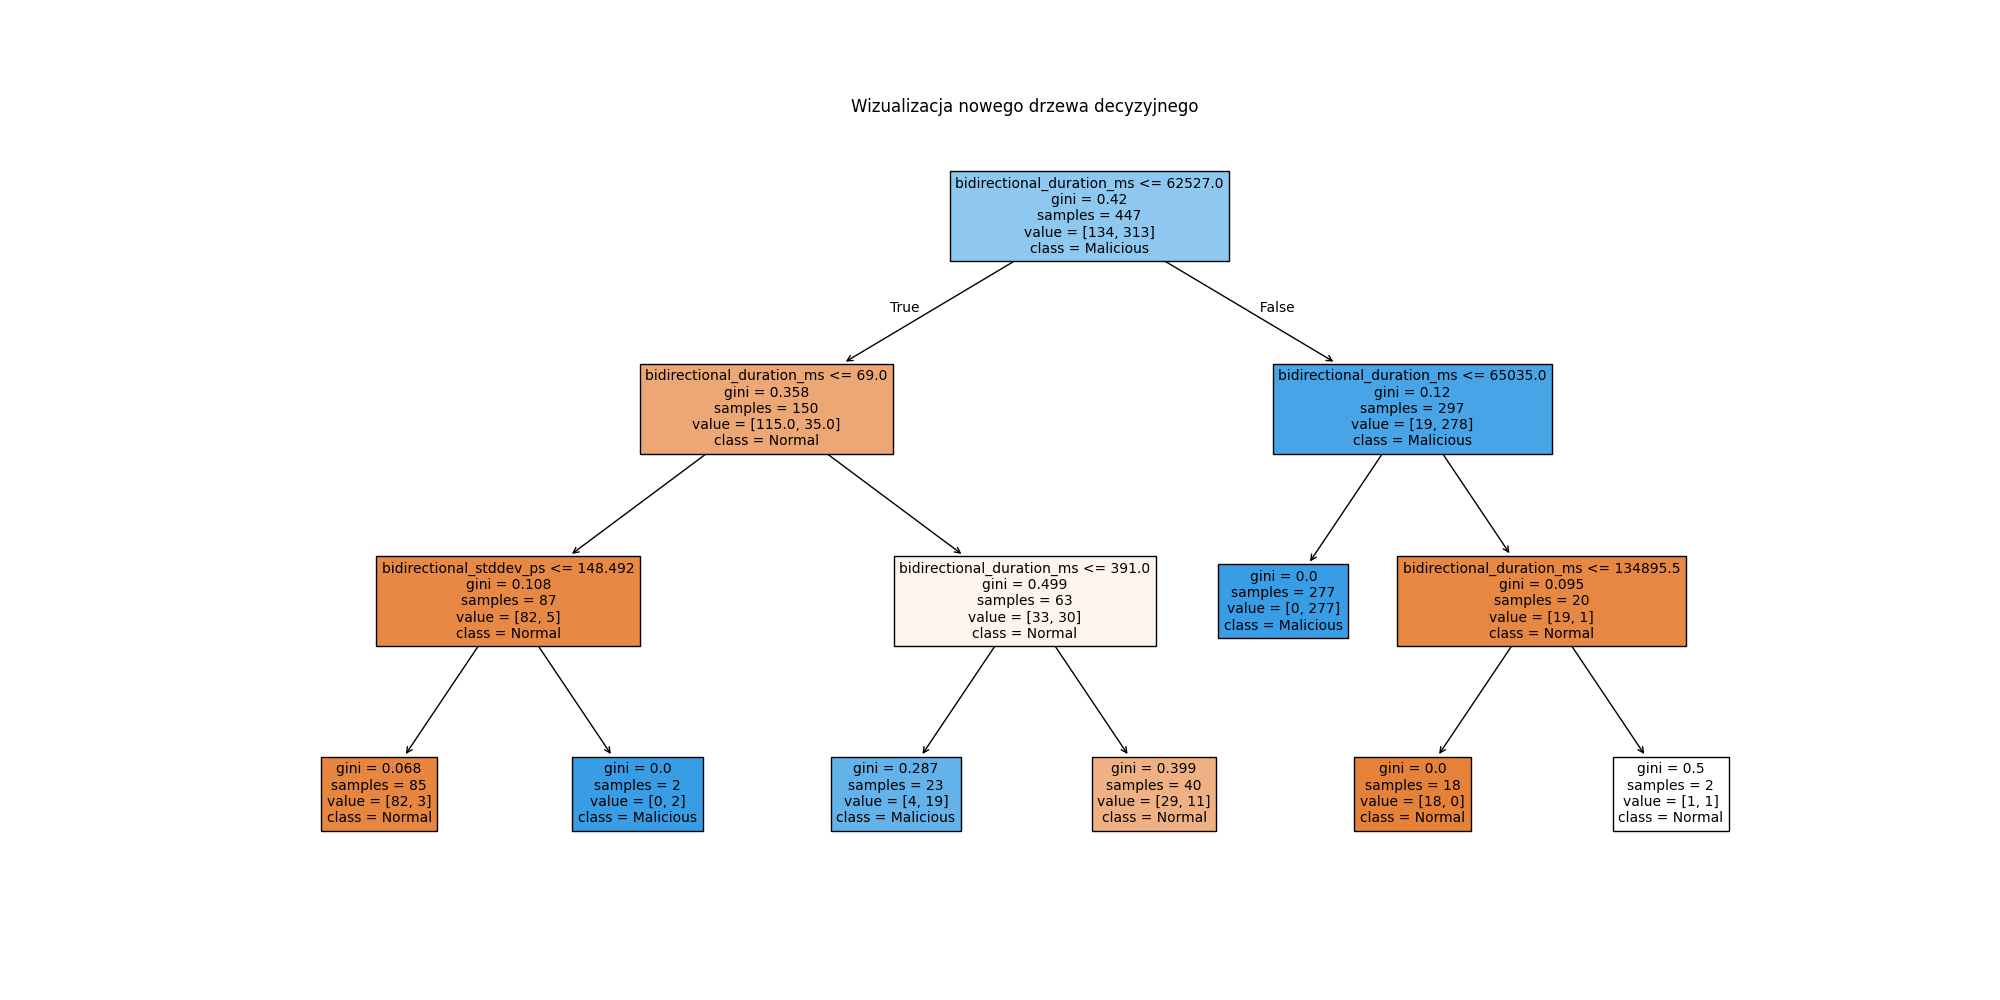 Wizualizacja nowego drzewa decyzyjnego
bidirectional_duration_ms <= 62527.0
gini = 0.42
samples = 447
value = [134, 313]
class = Malicious
True
False
bidirectional_duration_ms <= 69.0
gini = 0.358
samples = 150
value = [115.0, 35.0]
class = Normal
bidirectional_duration_ms <= 65035.0
gini = 0.12
samples = 297
value = [19, 278]
class = Malicious
bidirectional_stddev_ps <= 148.492
gini = 0.108
samples = 87
value = [82, 5]
class = Normal
bidirectional_duration_ms <= 391.0
gini = 0.499
samples = 63
value = [33, 30]
class = Normal
gini = 0.0
samples = 277
value = [0, 277]
class = Malicious
bidirectional_duration_ms <= 134895.5
gini = 0.095
samples = 20
value = [19, 1]
class = Normal
gini = 0.068
samples = 85
value = [82, 3]
class = Normal
gini = 0.0
samples = 2
value = [0, 2]
class = Malicious
gini = 0.287
samples = 23
value = [4, 19]
class = Malicious
gini = 0.399
samples = 40
value = [29, 11]
class = Normal
gini = 0.0
samples = 18
value = [18, 0]
class = Normal
gini = 0.5
samples = 2
value = [1, 1]
class = Normal